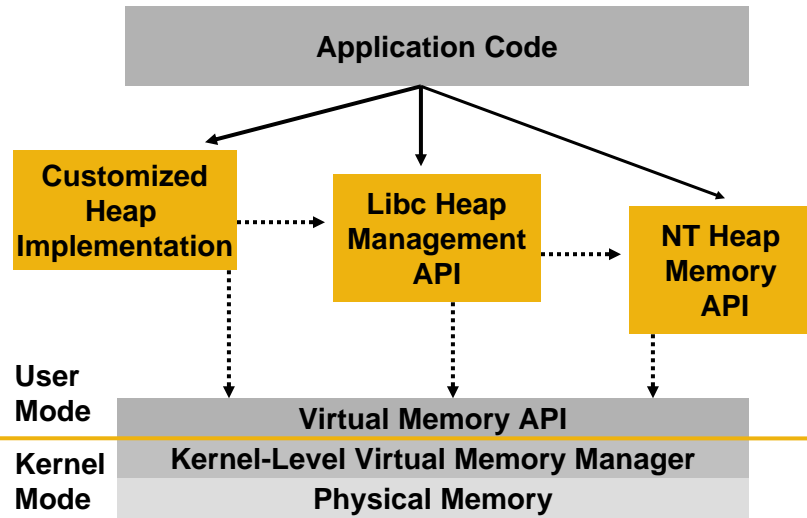 Application Code
Customized
Heap
Implementation
Libc Heap
Management
API
NT Heap
Memory
API
User
Mode
Virtual Memory API
Kernel
Mode
Kernel-Level Virtual Memory Manager
Physical Memory